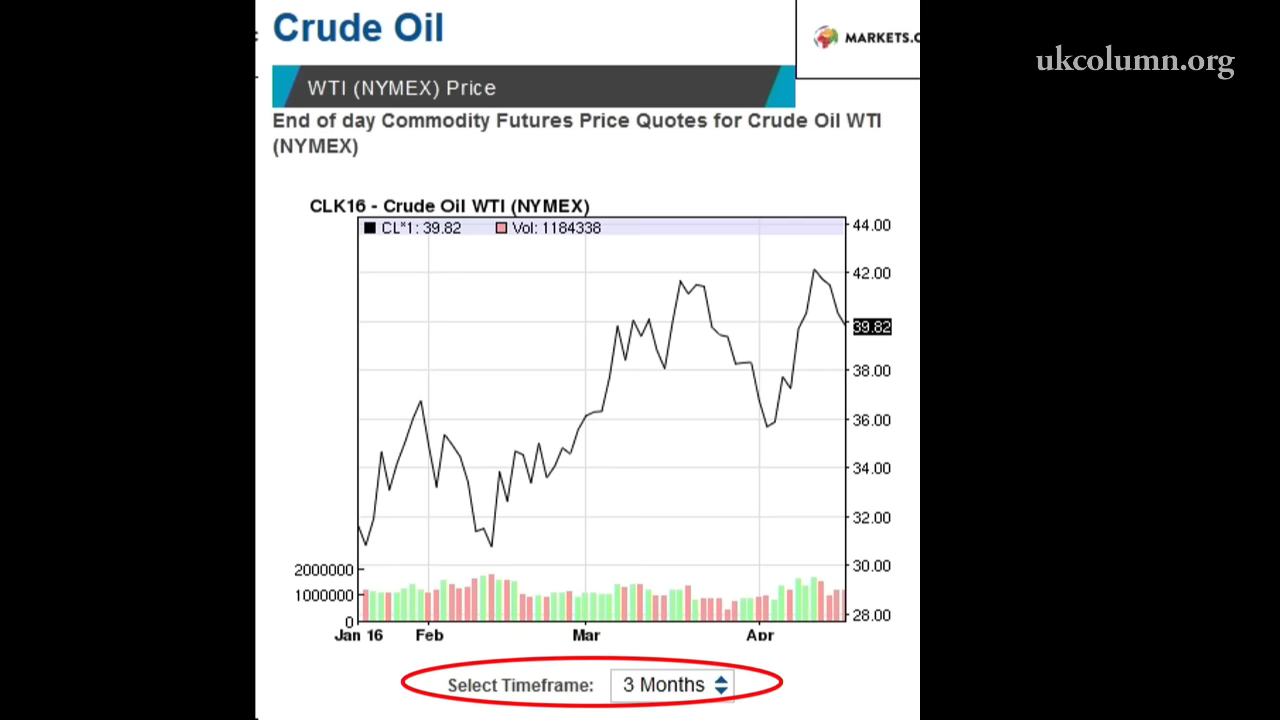 Crude Oil
MARKETS.C
ukcolumn.org
WTI (NYMEX) Price
End of day Commodity Futures Price Quotes for Crude Oil WTI
(NYMEX)
CLK16 - Crude Oil WTI (NYMEX)
CL*1: 39.82 Vol: 1184338
44.00
42.00
39.82
38.00
36.00
34.00
32.00
30.00
28.00
2000000
1000000
0
Jan 16 Feb Mar Apr
Select Timeframe: 3 Months